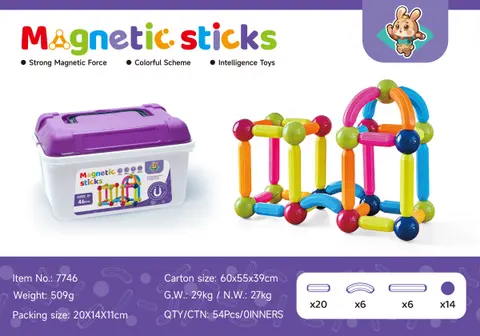 Magnetic sticks
● Strong Magnetic Force ● Colorful Scheme ● Intelligence Toys
Magnetic
sticks
Item No.: 7746
Weight: 509g
Packing size: 20X14X11cm
Carton size: 60x55x39cm
G.W.: 29kg / N.W.: 27kg
QTY/CTN: 54Pcs/0INNERS
x20
x6
x6
x14